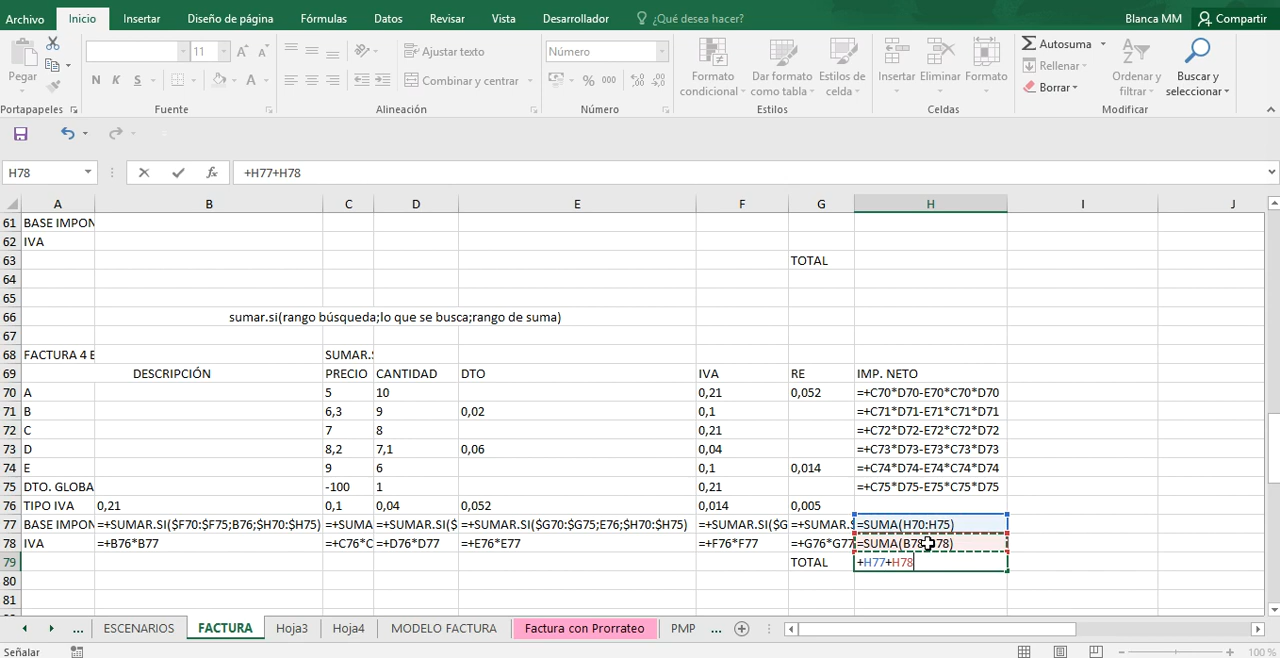 Archivo Inicio Insertar Diseño de página Fórmulas Datos Revisar Vista Desarrollador ¿Qué desea hacer? Blanca MM Compartir
Pegar
11
N K S
A A A
Ajustar texto
Combinar y centrar
Número
% 000
Formato condicional
Dar formato como tabla
Estilos de celda
Insertar Eliminar Formato
Autosuma
Rellenar
Borrar
Ordenar y filtrar
Buscar y seleccionar
Portapapeles Fuente Alineación Número Estilos Celdas Modificar
H78 fx +H77+H78
A B C D E F G H I J
61 BASE IMPON
62 IVA
63 TOTAL
64
65
66 sumar.si(rango búsqueda;lo que se busca;rango de suma)
67
68 FACTURA 4 E SUMAR.S
69 DESCRIPCIÓN PRECIO CANTIDAD DTO IVA RE IMP. NETO
70 A 5 10 0,21 0,052 =+C70*D70-E70*C70*D70
71 B 6,3 9 0,02 0,1 =+C71*D71-E71*C71*D71
72 C 7 8 0,21 =+C72*D72-E72*C72*D72
73 D 8,2 7,1 0,06 0,04 =+C73*D73-E73*C73*D73
74 E 9 6 0,1 0,014 =+C74*D74-E74*C74*D74
75 DTO. GLOBA -100 1 0,21 =+C75*D75-E75*C75*D75
76 TIPO IVA 0,21 0,1 0,04 0,052 0,014 0,005
77 BASE IMPON =+SUMAR.SI($F70:$F75;B76;$H70:$H75) =+SUMA =+SUMAR.SI($ =+SUMAR.SI($G70:$G75;E76;$H70:$H75) =+SUMAR.SI($G =+SUMAR.S =SUMA(H70:H75)
78 IVA =+B76*B77 =+C76*C =+D76*D77 =+E76*E77 =+F76*F77 =+G76*G77 =SUMA(B78 78)
79 TOTAL +H77+H78
80
81
... ESCENARIOS FACTURA Hoja3 Hoja4 MODELO FACTURA Factura con Prorrateo PMP ...
Señalar 100 %